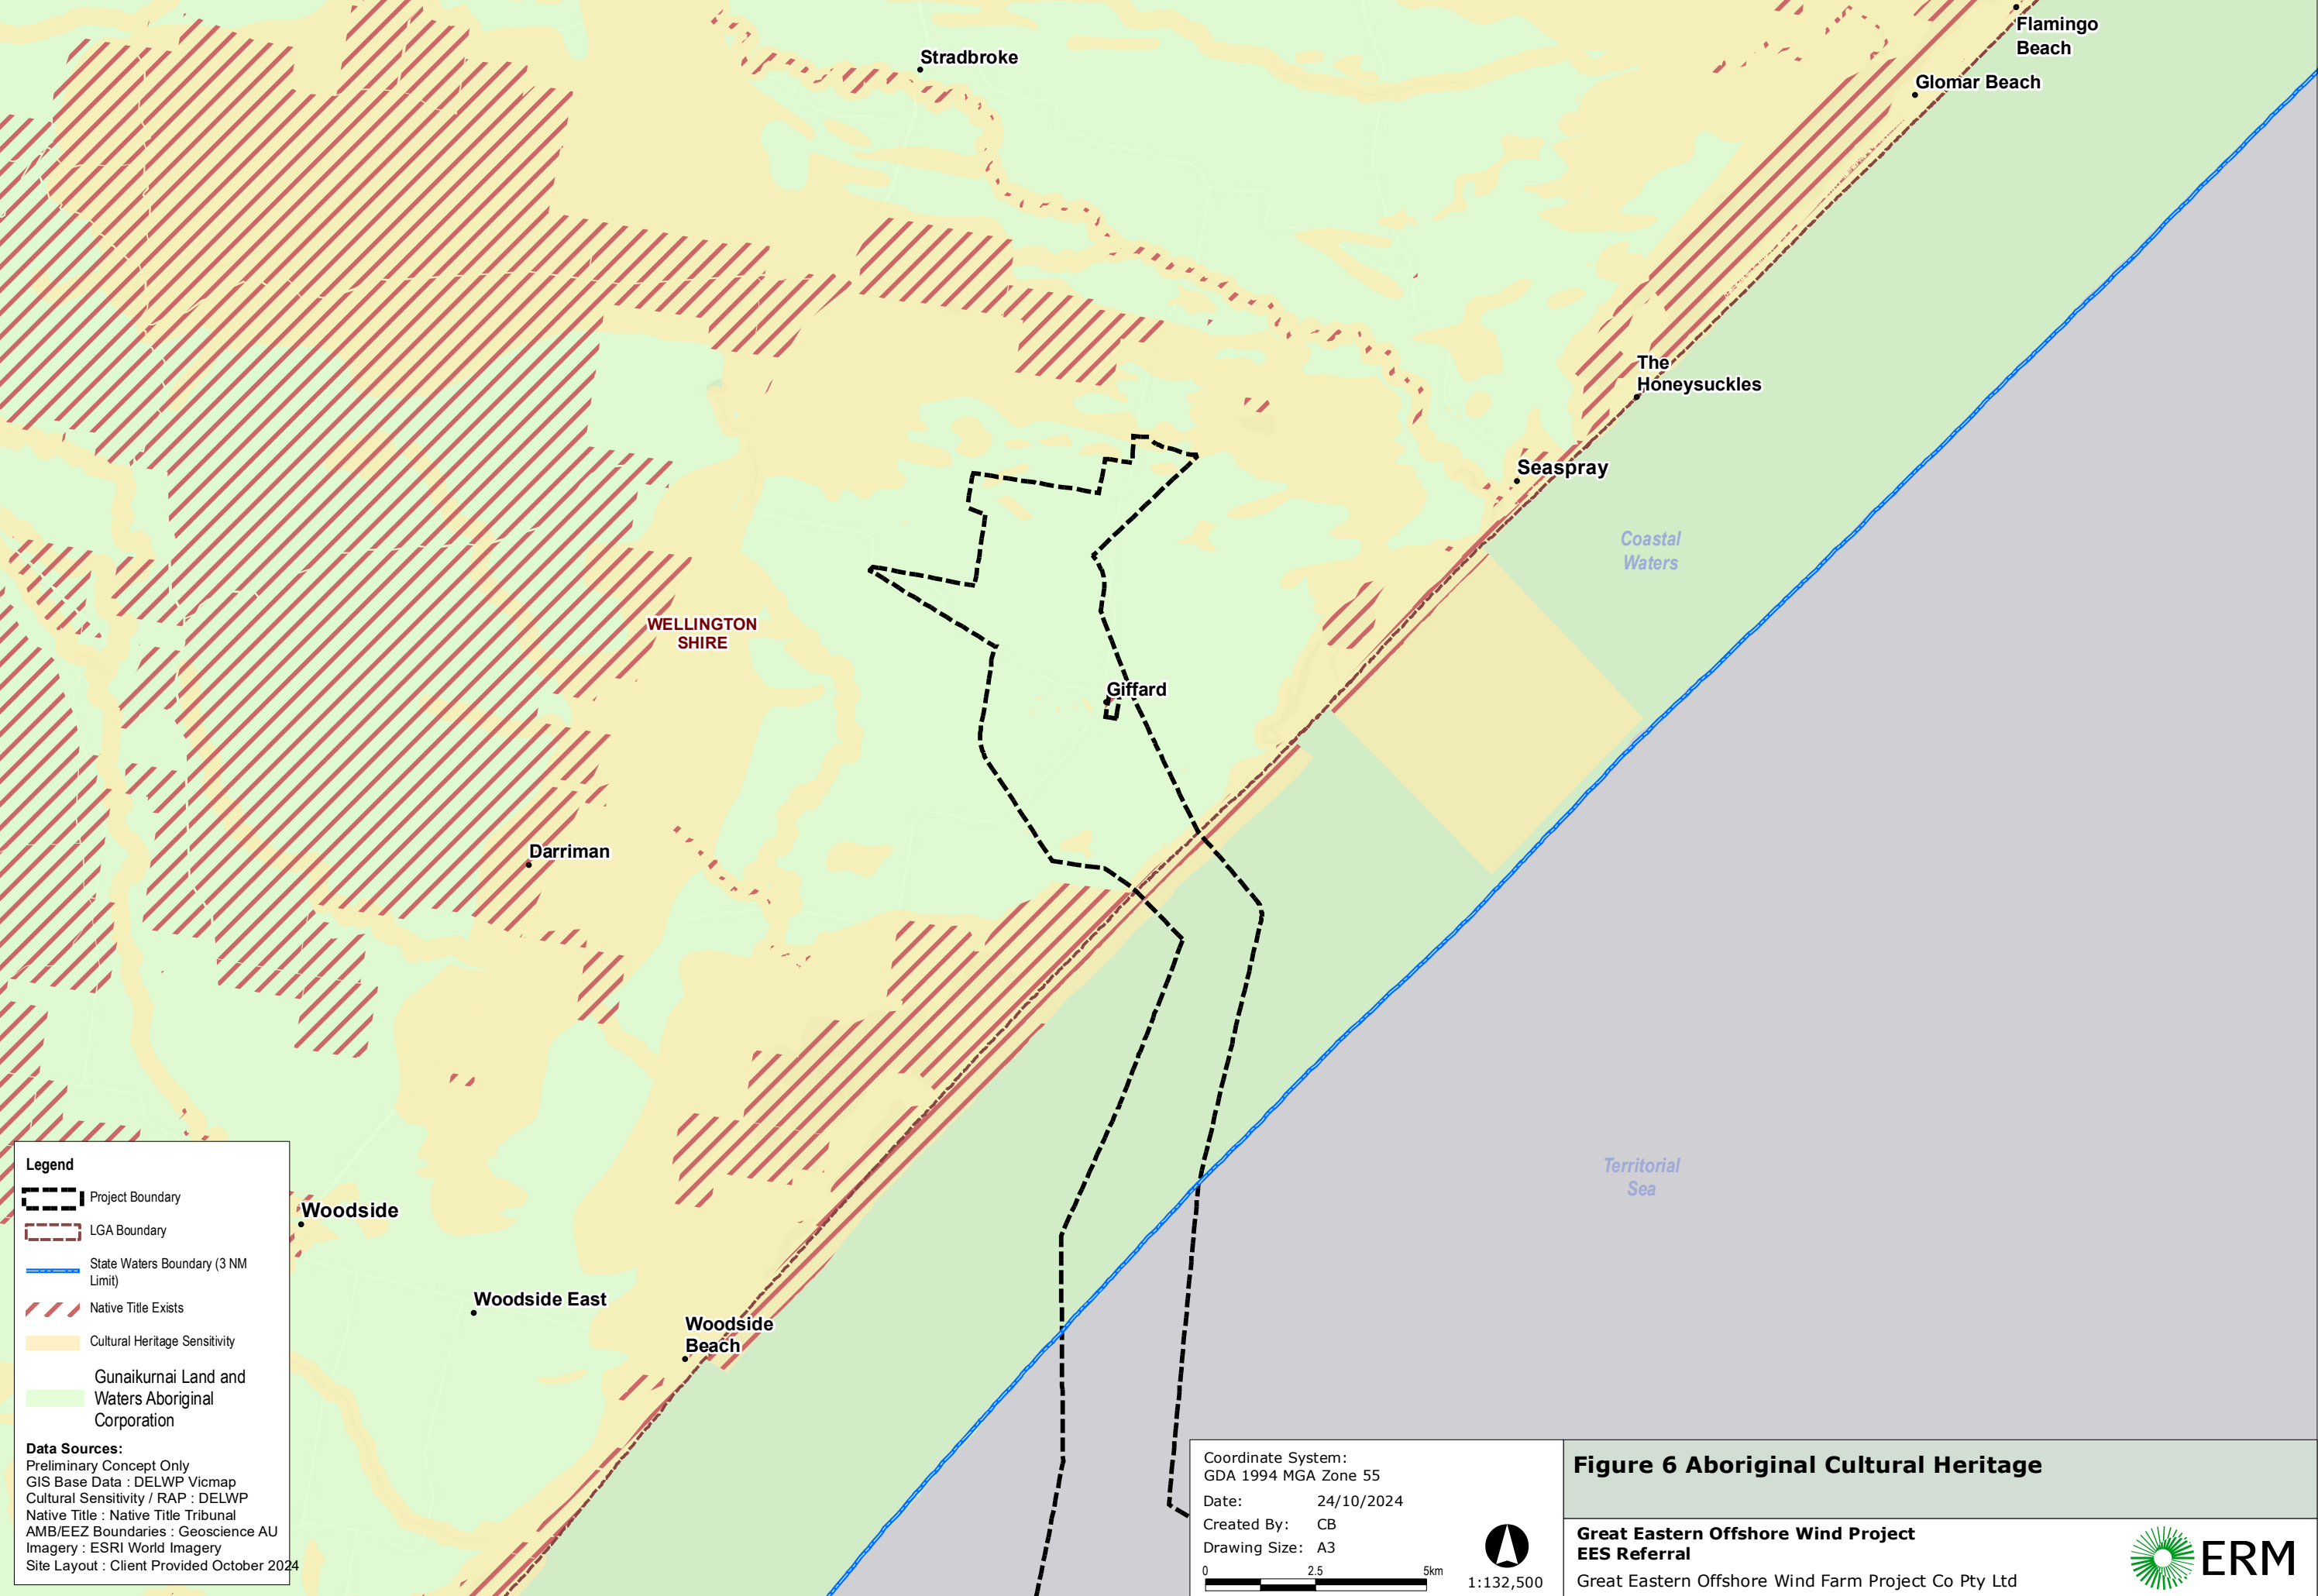 Stradbroke
Flamingo
Beach
Glomar Beach
The
Honeysuckles
Seaspray
Coastal
Waters
WELLINGTON
SHIRE
Giffard
Darriman
Territorial
Sea
Woodside
Woodside East
Woodside
Beach
Legend
Project Boundary
LGA Boundary
State Waters Boundary (3 NM
Limit)
Native Title Exists
Cultural Heritage Sensitivity
Gunaikurnai Land and
Waters Aboriginal
Corporation
Data Sources:
Preliminary Concept Only
GIS Base Data : DELWP Vicmap
Cultural Sensitivity / RAP : DELWP
Native Title : Native Title Tribunal
AMB/EEZ Boundaries : Geoscience AU
Imagery : ESRI World Imagery
Site Layout : Client Provided October 2024
Coordinate System:
GDA 1994 MGA Zone 55
Date: 24/10/2024
Created By: CB
Drawing Size: A3
0 2.5 5km
1:132,500
Figure 6 Aboriginal Cultural Heritage
Great Eastern Offshore Wind Project
EES Referral
Great Eastern Offshore Wind Farm Project Co Pty Ltd
ERM